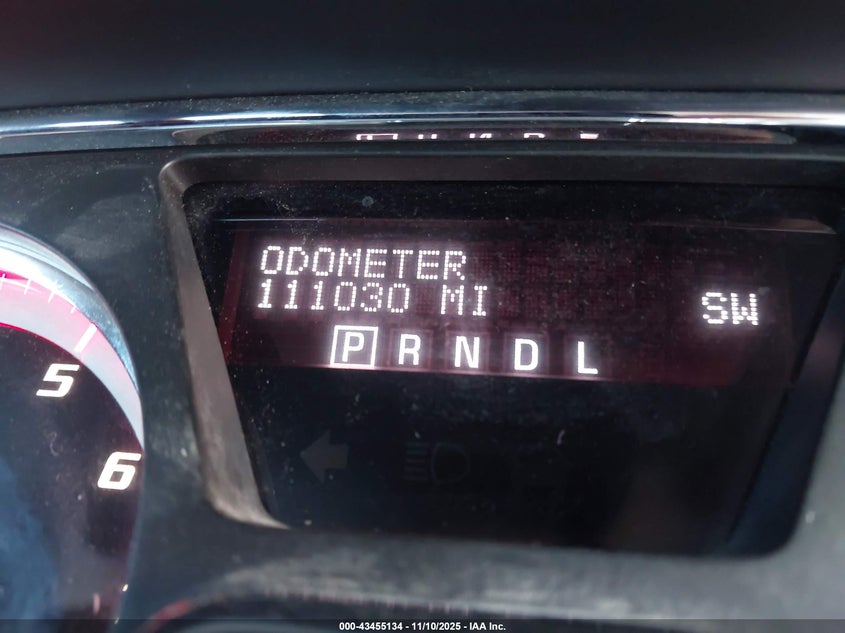 ODOMETER
111030 MI
SW
P R N D L
5
6
000-43455134 - 11/10/2025 - IAA Inc.